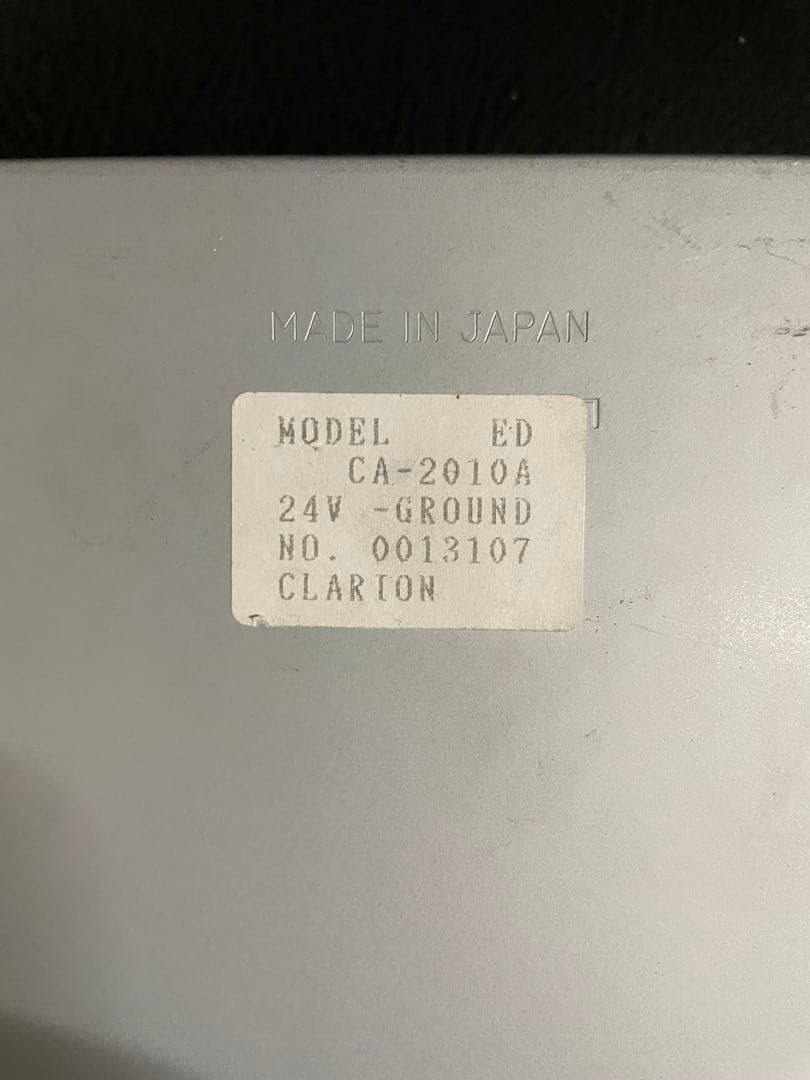 MADE IN JAPAN
MODEL ED
CA-2010A
24V -GROUND
NO. 0013107
CLARION